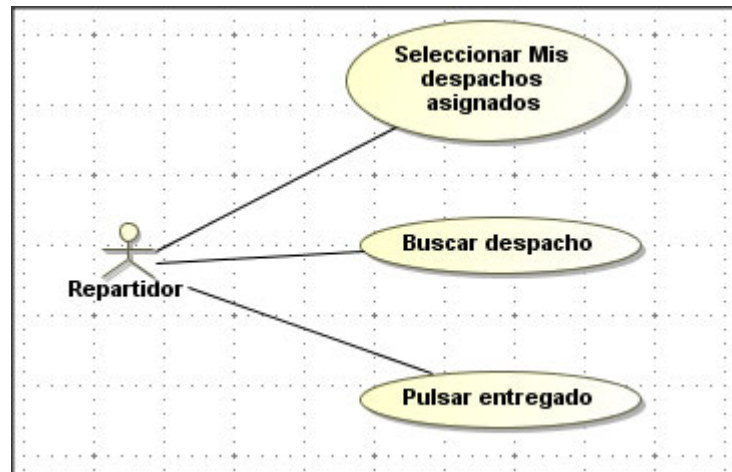 Seleccionar Mis
despachos
asignados
Buscar despacho
Repartidor
Pulsar entregado